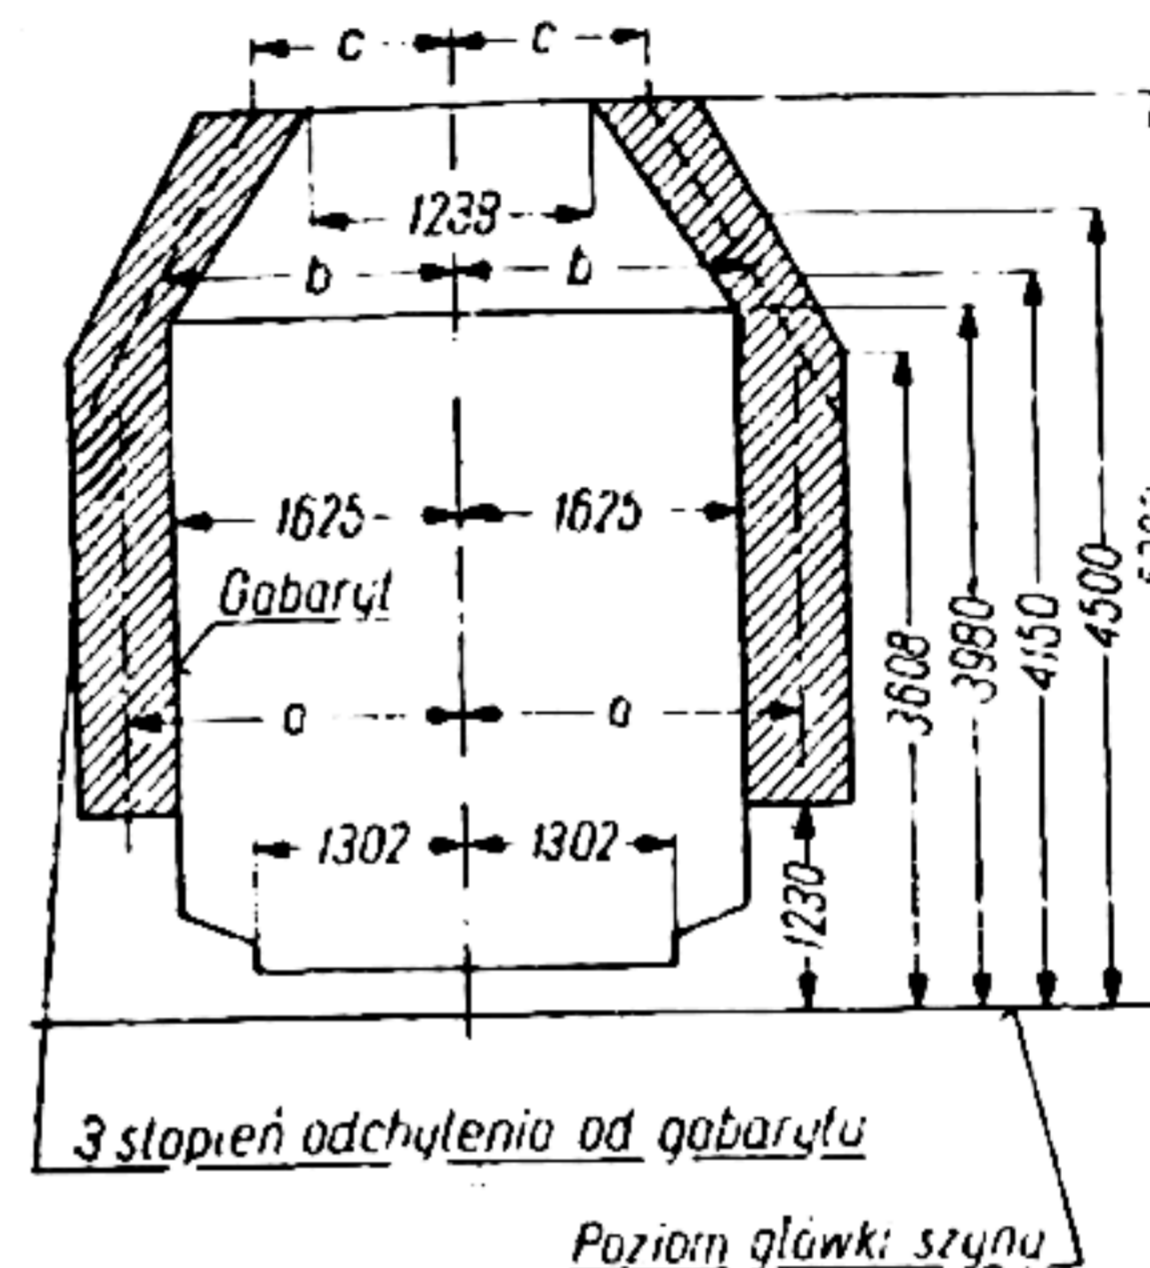 c c
1238
b b
1625 1625
Gabaryt
3608
3980
4150
4500
a a
1302 1302
1230
3 stopień odchylenia od gabarytu
Poziom główki szyny